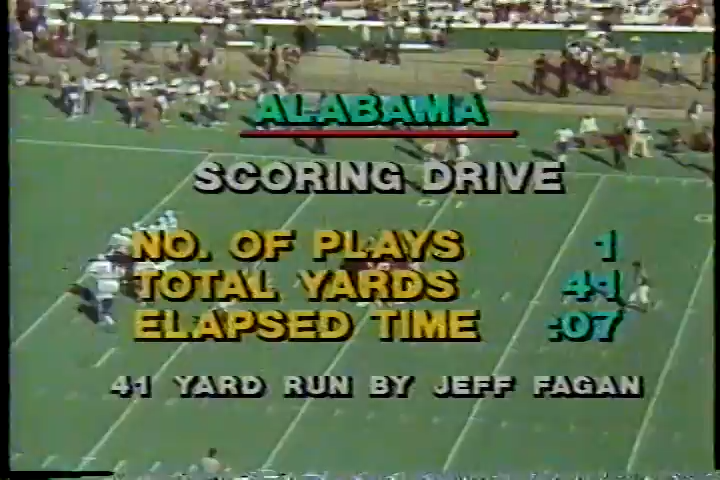 ALABAMA
SCORING DRIVE
NO. OF PLAYS 1
TOTAL YARDS 41
ELAPSED TIME :07
41 YARD RUN BY JEFF FAGAN